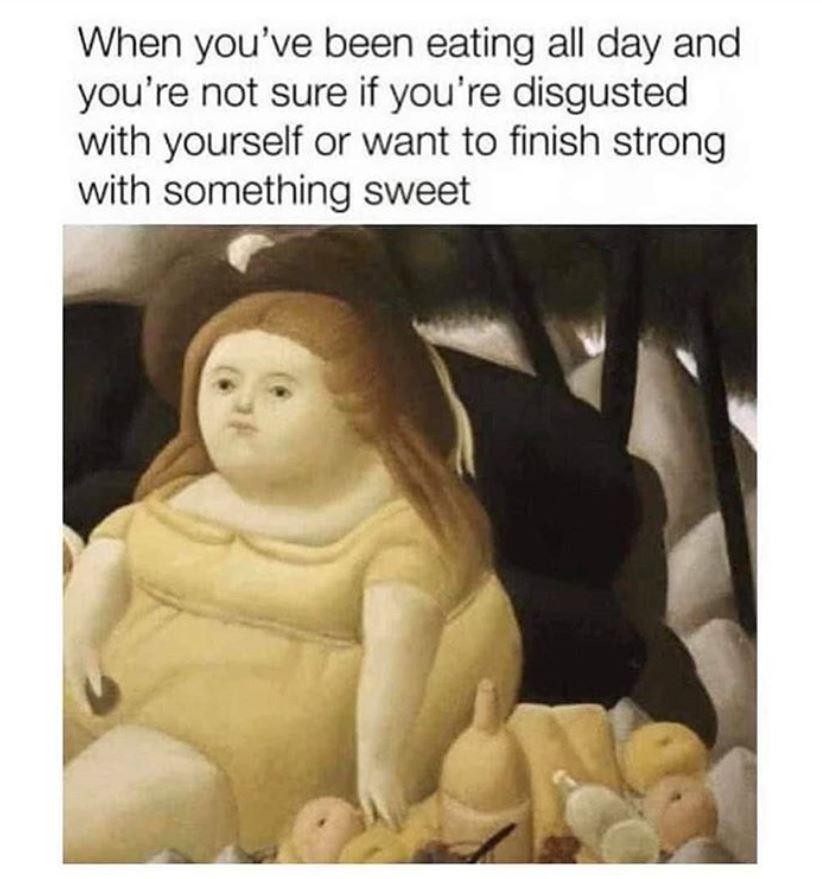 When you've been eating all day and
you're not sure if you're disgusted
with yourself or want to finish strong
with something sweet